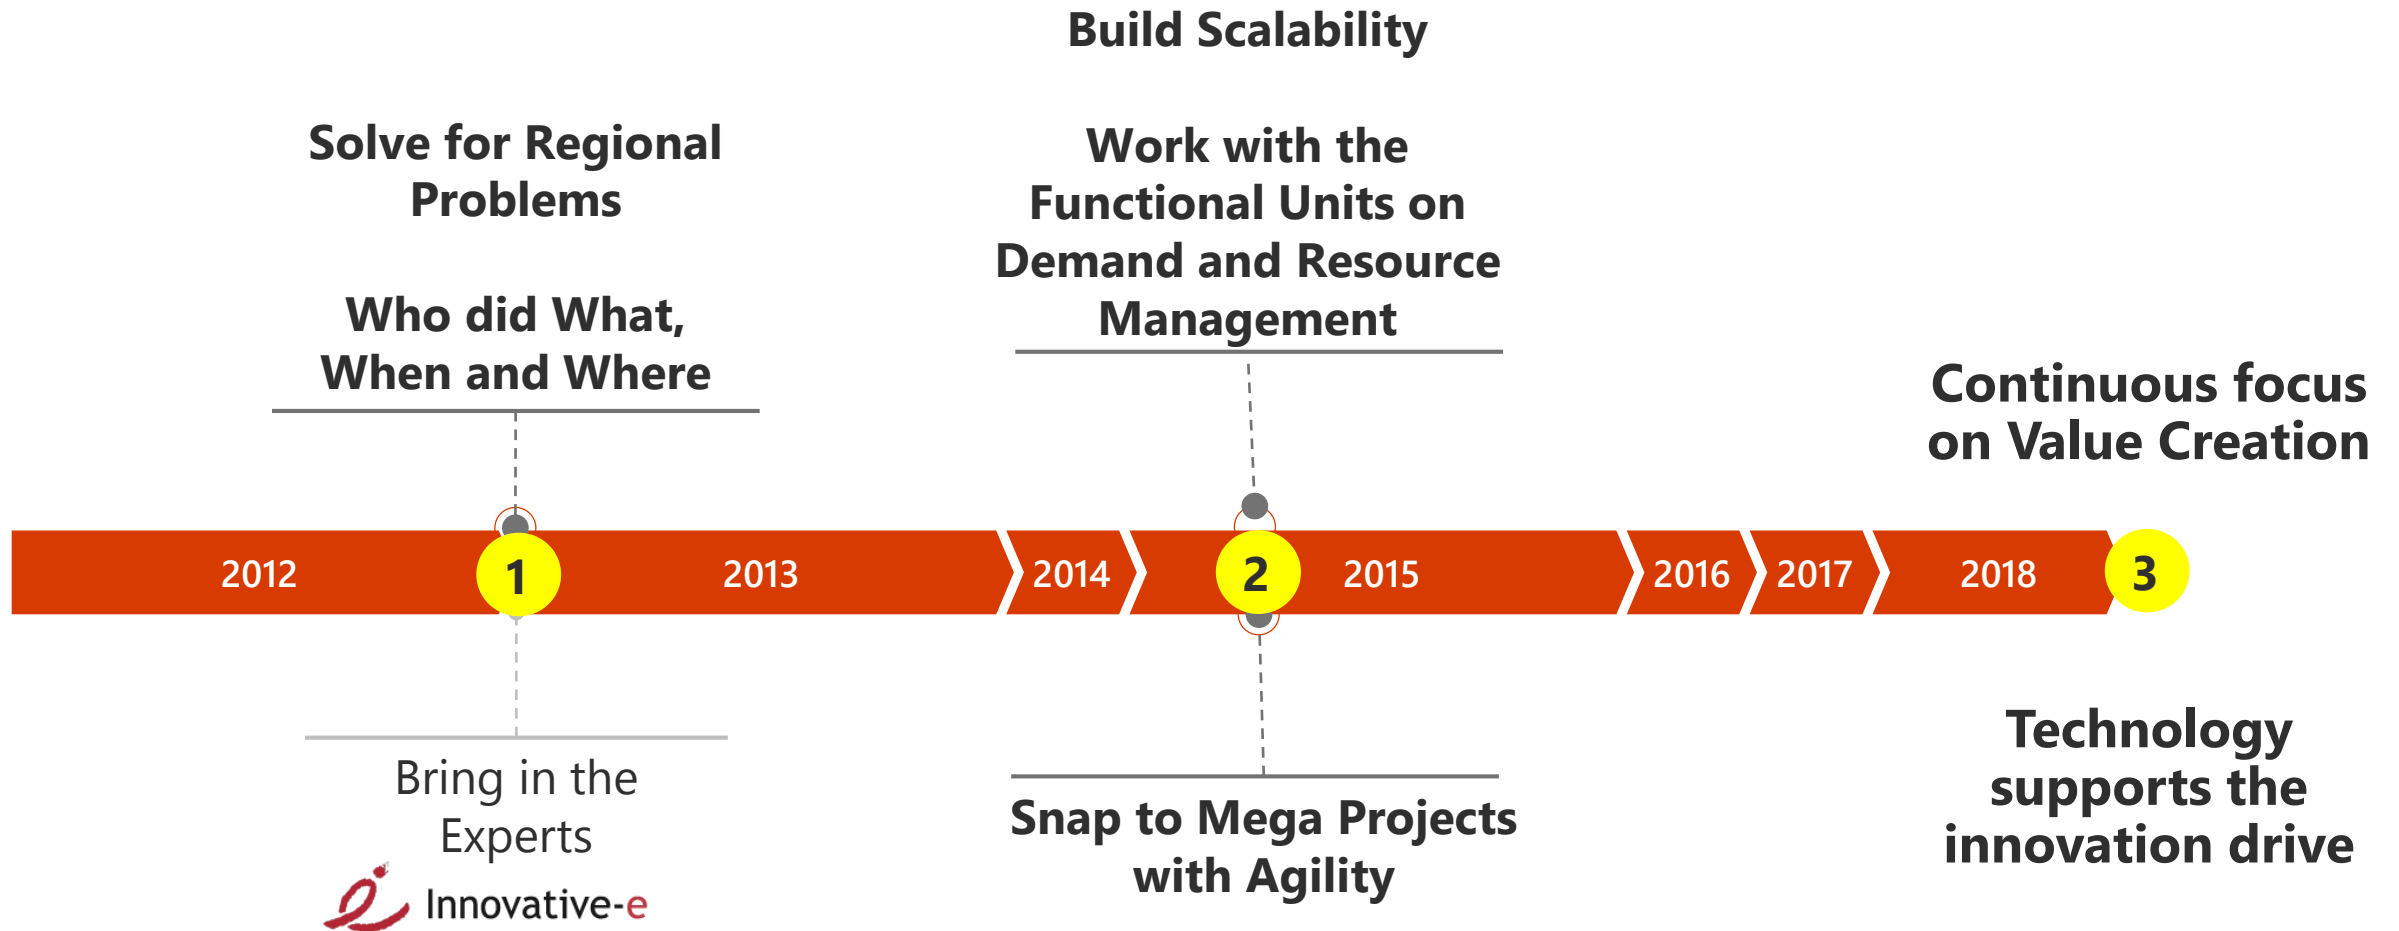 Build Scalability
Solve for Regional
Problems
Who did What,
When and Where
Work with the
Functional Units on
Demand and Resource
Management
Continuous focus
on Value Creation
2012
1
2013
2014
2
2015
2016
2017
2018
3
Bring in the
Experts
Innovative-e
Snap to Mega Projects
with Agility
Technology
supports the
innovation drive